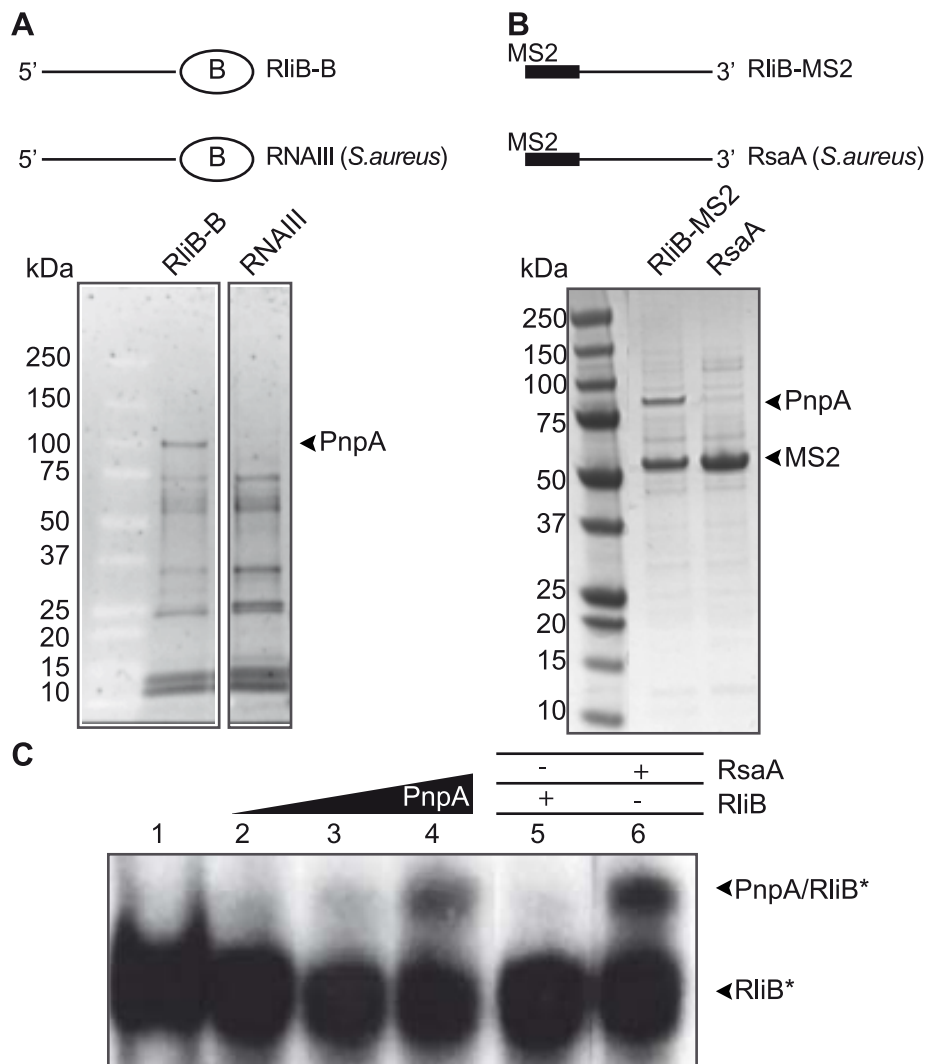 A
5’ B RliB-B
5’ B RNAIII (S.aureus)
kDa RliB-B RNAIII
250
150
100
75
50
37
25
20
15
10
PnpA
B
MS2
3’ RliB-MS2
MS2
3’ RsaA (S.aureus)
kDa RliB-MS2 RsaA
250
150
100
75
50
37
25
20
15
10
PnpA
MS2
C
PnpA
- + RsaA
+ - RliB
1 2 3 4 5 6
PnpA/RliB*
RliB*